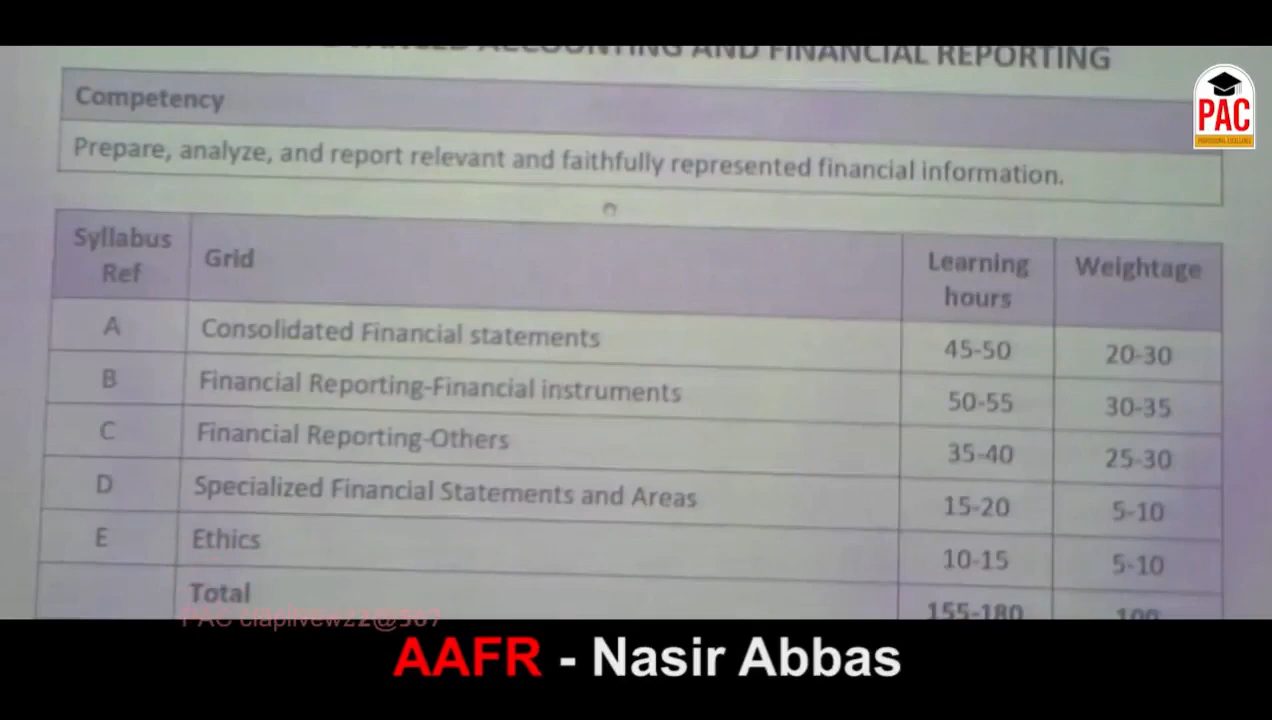 ACCOUNTING AND FINANCIAL REPORTING
PAC
Competency
Prepare, analyze, and report relevant and faithfully represented financial information.
Syllabus Ref Grid Learning hours Weightage
A Consolidated Financial statements 45-50 20-30
B Financial Reporting-Financial instruments 50-55 30-35
C Financial Reporting-Others 35-40 25-30
D Specialized Financial Statements and Areas 15-20 5-10
E Ethics 10-15 5-10
Total 155-180 100
AAFR - Nasir Abbas